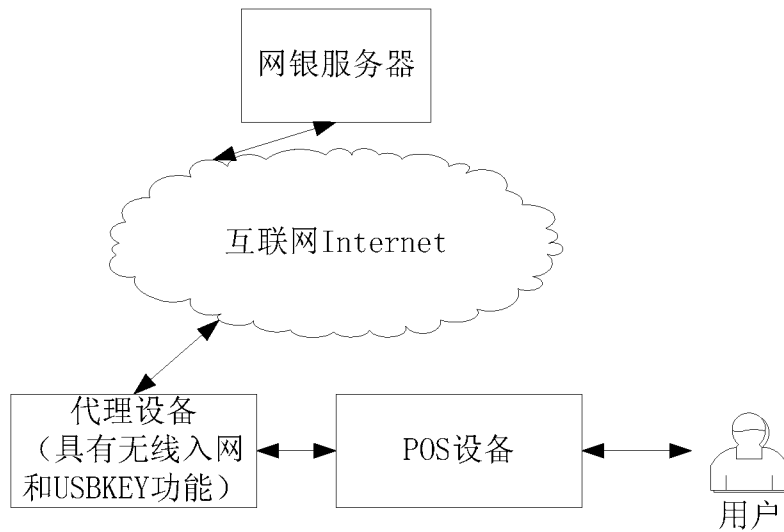 网银服务器
互联网Internet
代理设备
（具有无线入网
和USBKEY功能）
POS设备
用户